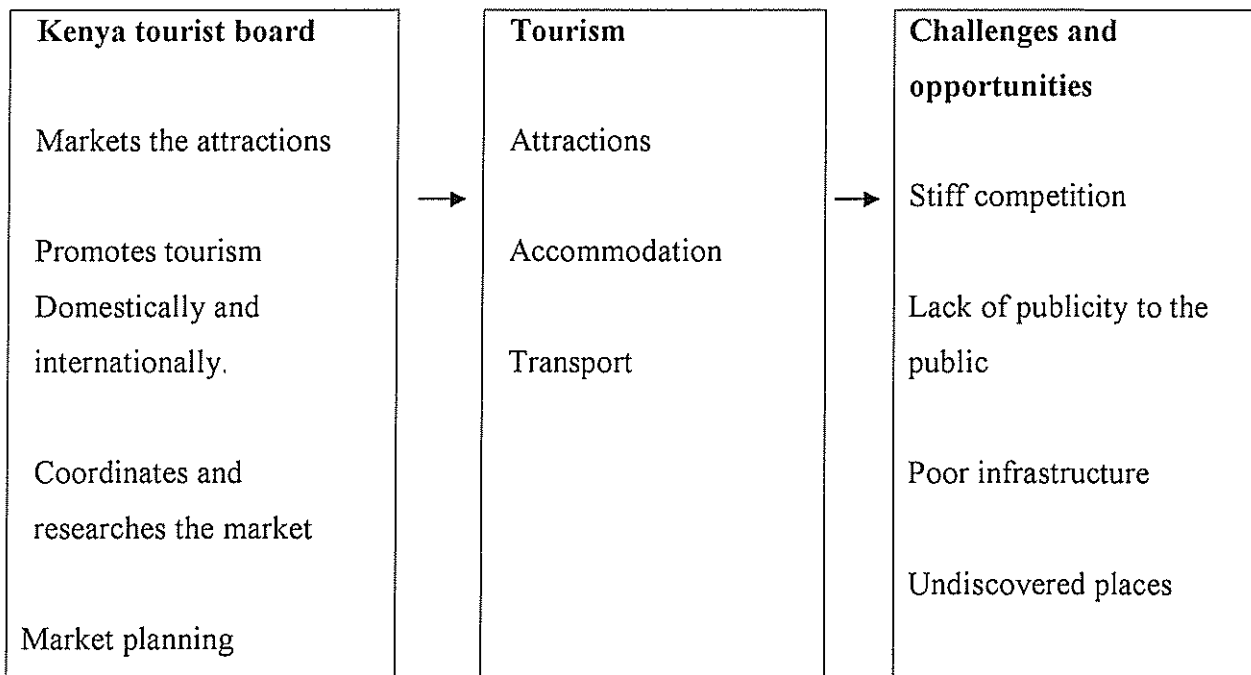 Kenya tourist board
Markets the attractions
Promotes tourism
Domestically and
internationally.
Coordinates and
researches the market
Market planning
Tourism
Attractions
Accommodation
Transport
Challenges and
opportunities
Stiff competition
Lack of publicity to the
public
Poor infrastructure
Undiscovered places